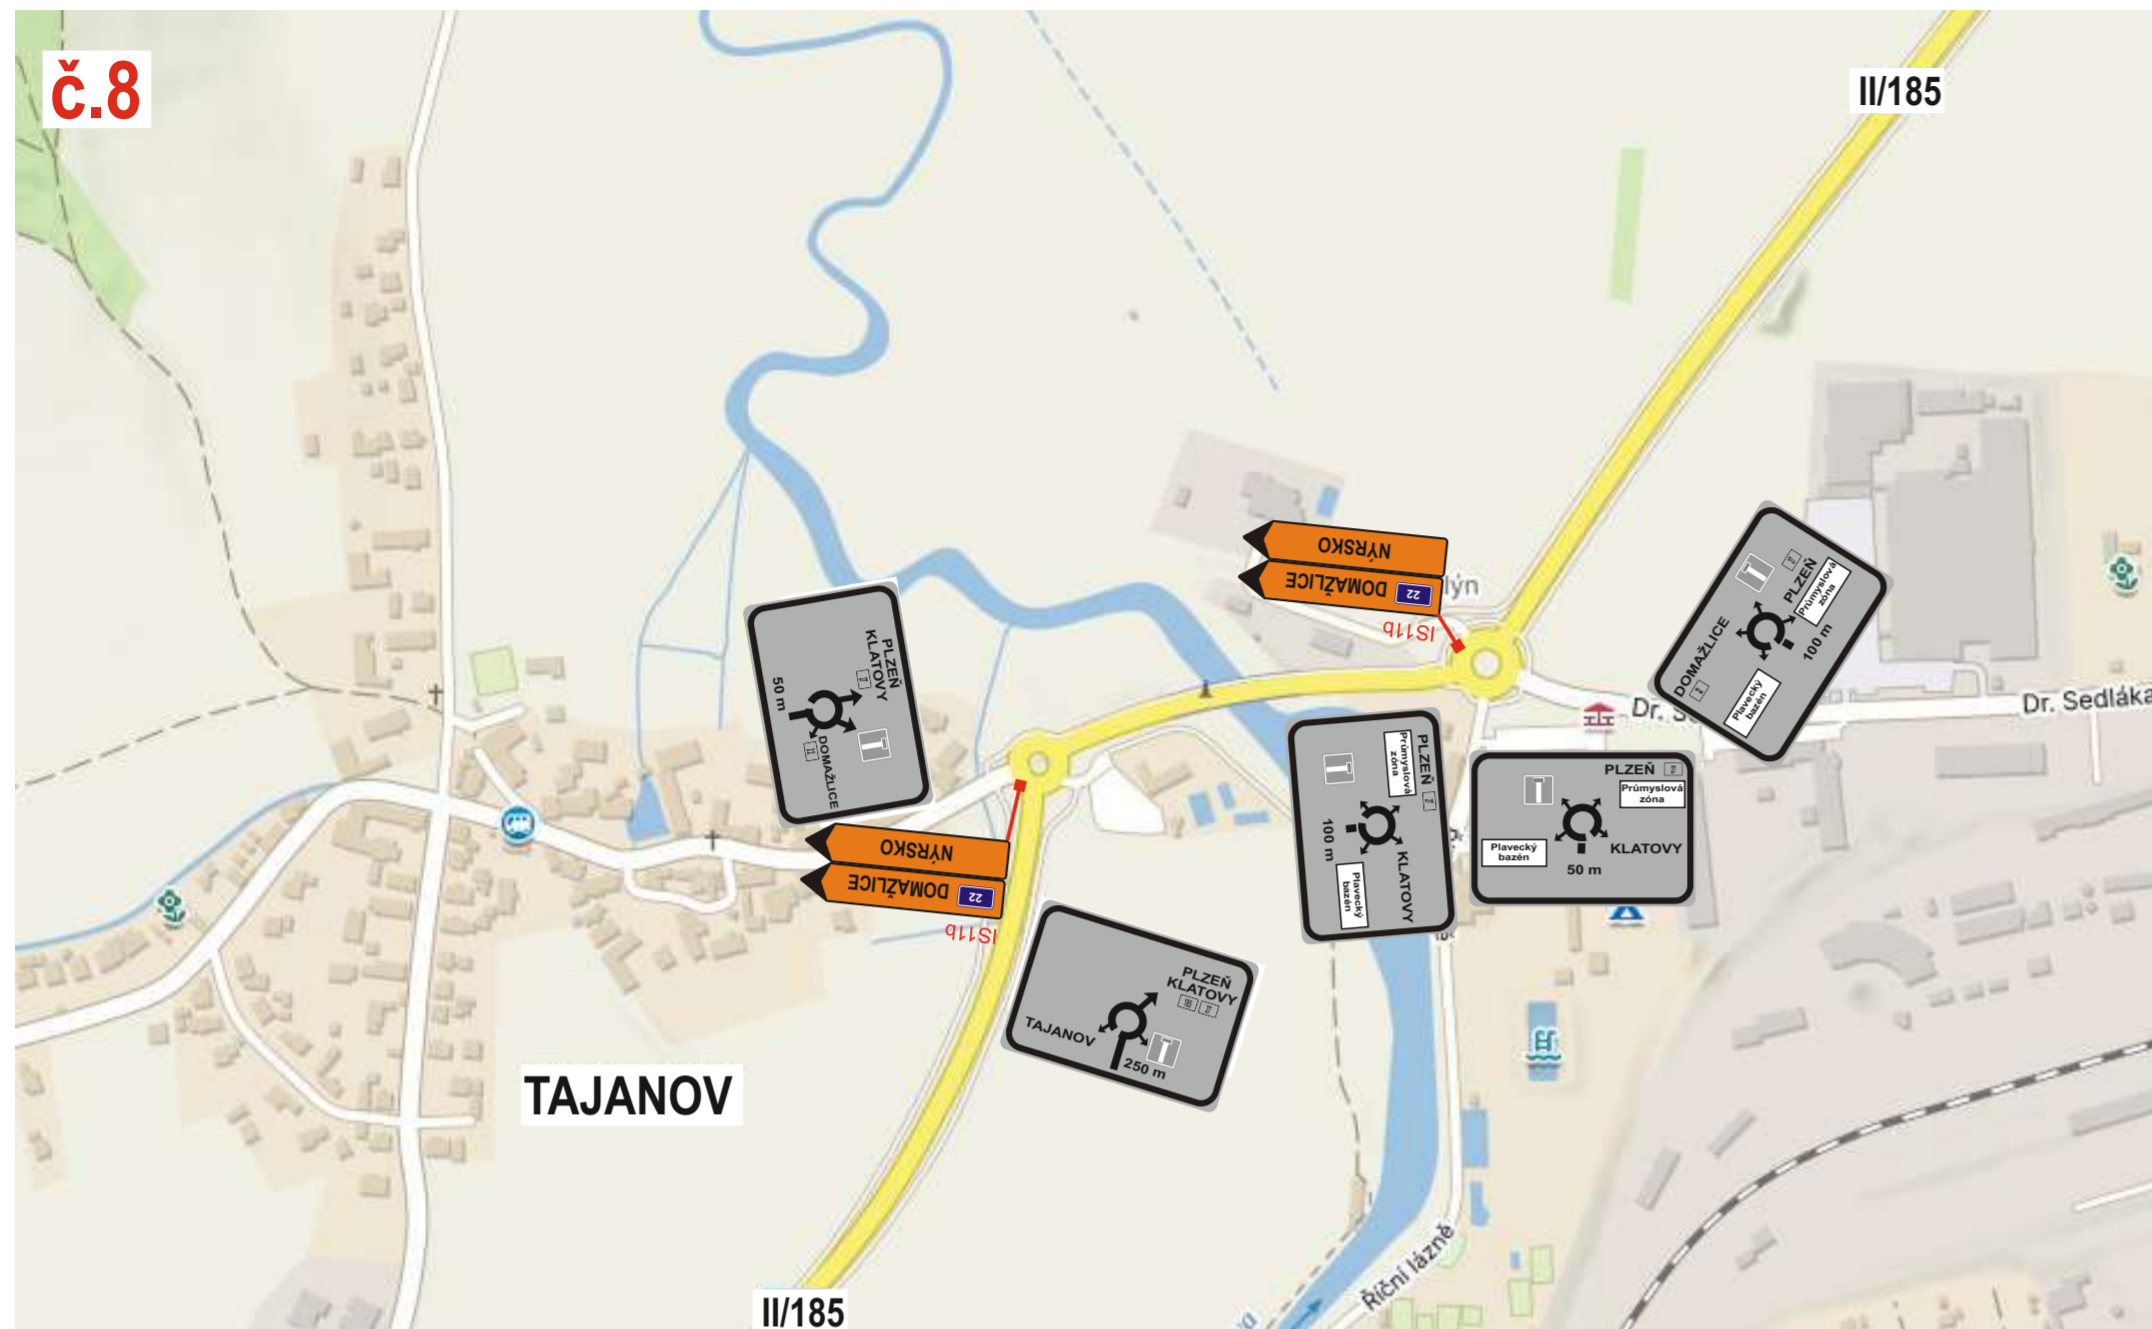 č.8
II/185
NÝRSKO
DOMAŽLICE 22
IS11b
lýn
PLZEŇ
Průmyslová
zóna
100 m
DOMAŽLICE
Plavecký
bazén
Dr. S
Dr. Sedláka
PLZEŇ
KLATOVY
50 m
DOMAŽLICE
PLZEŇ
Průmyslová
zóna
100 m
KLATOVY
Plavecký
bazén
PLZEŇ
Průmyslová
zóna
KLATOVY
Plavecký
bazén
50 m
NÝRSKO
DOMAŽLICE 22
IS11b
PLZEŇ
KLATOVY
TAJANOV
250 m
TAJANOV
Říční lázně
II/185